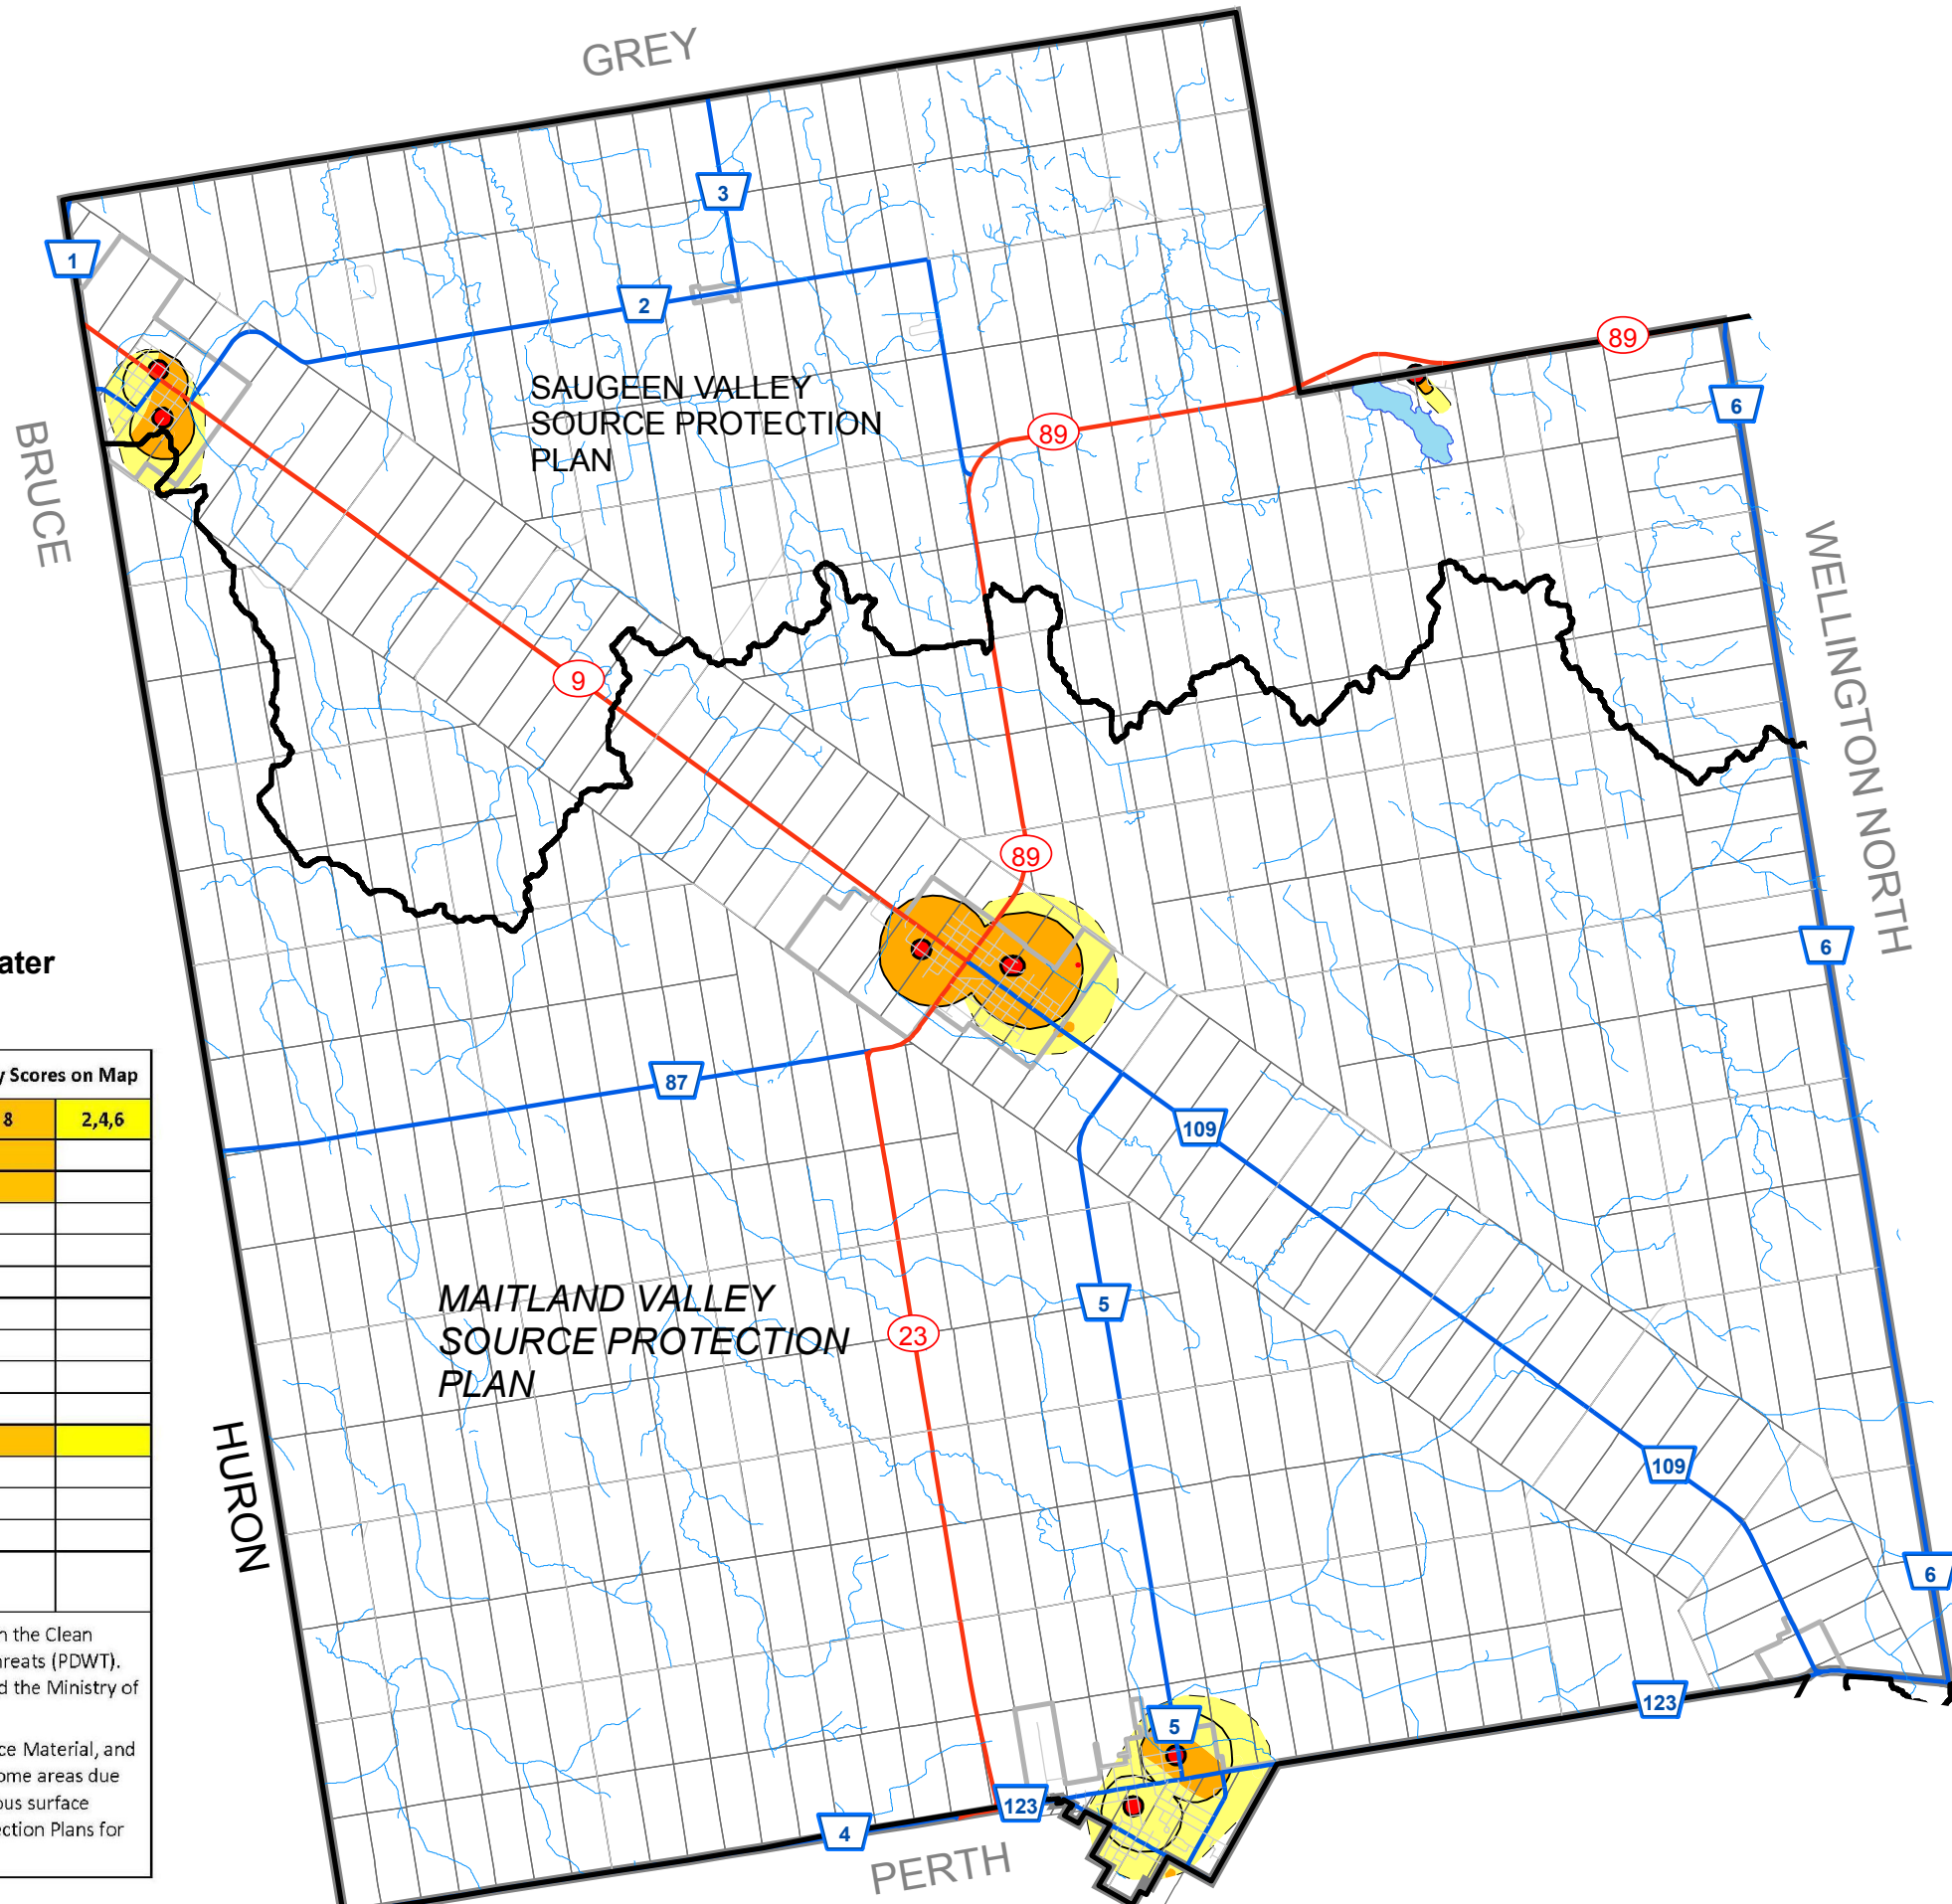 GREY
3
1
2
89
SAUGEEN VALLEY
SOURCE PROTECTION
PLAN
89
6
BRUCE
WELLINGTON NORTH
9
89
6
ater
y Scores on Map
8 2,4,6
87
109
MAITLAND VALLEY
SOURCE PROTECTION
PLAN
5
23
HURON
109
6
n the Clean
hreats (PDWT).
d the Ministry of
ce Material, and
ome areas due
ous surface
ection Plans for
123
5
123
4
PERTH